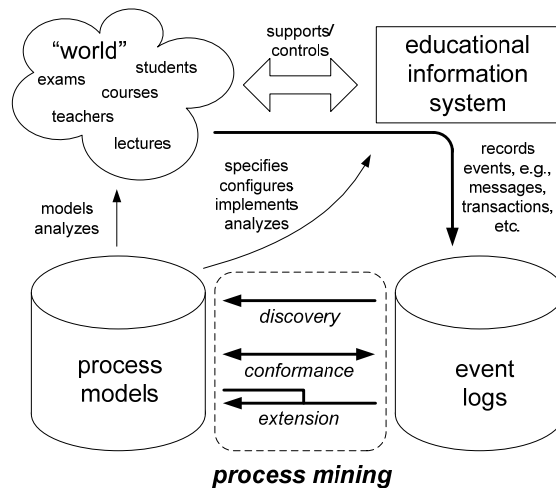 “world”
students
exams
courses
teachers
lectures
supports/
controls
educational
information
system
models
analyzes
specifies
configures
implements
analyzes
records
events, e.g.,
messages,
transactions,
etc.
process
models
discovery
conformance
extension
event
logs
process mining